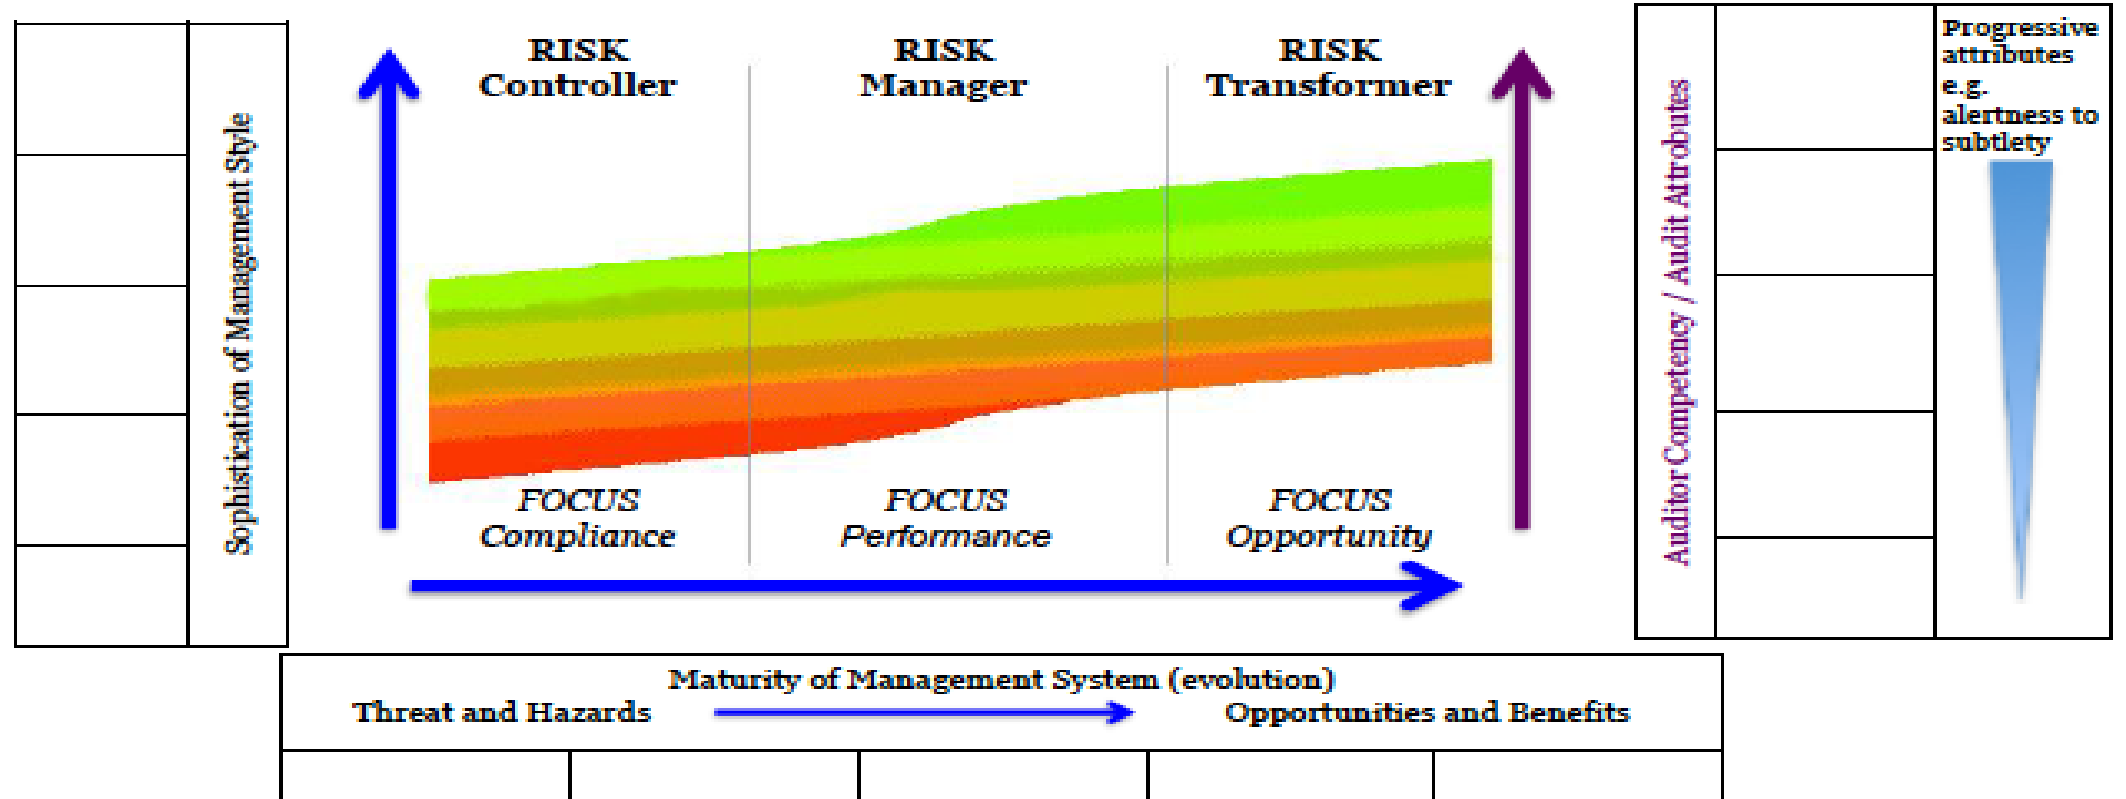 Sophistication of Management Style
RISK
Controller
RISK
Manager
RISK
Transformer
FOCUS
Compliance
FOCUS
Performance
FOCUS
Opportunity
Auditor Competency / Audit Attrobutes
Progressive
attributes
e.g.
alertness to
subtlety
Maturity of Management System (evolution)
Threat and Hazards
Opportunities and Benefits